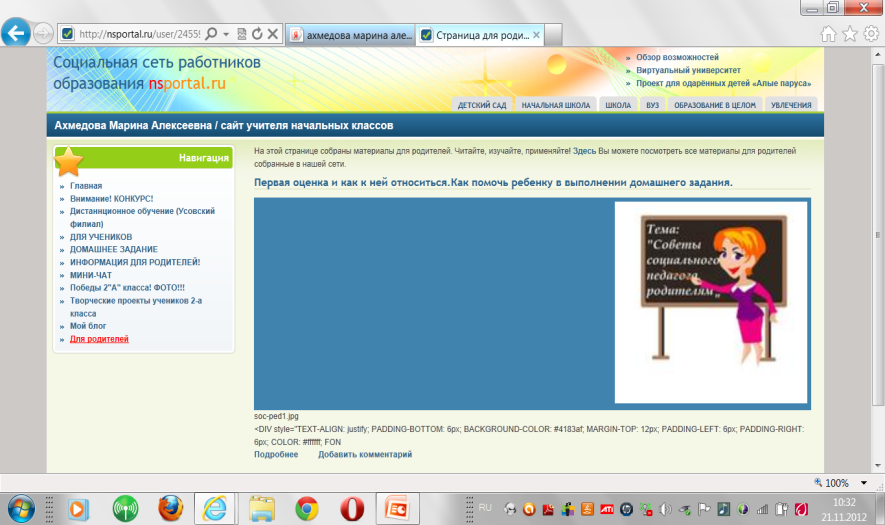 http://nsportal.ru/user/2455
ахмедова марина але...
Страница для роди...
Социальная сеть работников
образования nsportal.ru
» Обзор возможностей
» Виртуальный университет
» Проект для одарённых детей «Алые паруса»
ДЕТСКИЙ САД НАЧАЛЬНАЯ ШКОЛА ШКОЛА ВУЗ ОБРАЗОВАНИЕ В ЦЕЛОМ УВЛЕЧЕНИЯ
Ахмедова Марина Алексеевна / сайт учителя начальных классов
Навигация
» Главная
» Внимание! КОНКУРС!
» Дистанционное обучение (Усовский
филиал)
» ДЛЯ УЧЕНИКОВ
» ДОМАШНЕЕ ЗАДАНИЕ
» ИНФОРМАЦИЯ ДЛЯ РОДИТЕЛЕЙ!
» МИНИ-ЧАТ
» Победы 2"А" класса! ФОТО!!!
» Творческие проекты учеников 2-а
класса
» Мой блог
» Для родителей
На этой странице собраны материалы для родителей. Читайте, изучайте, применяйте! Здесь Вы можете посмотреть все материалы для родителей
собранные в нашей сети.
Первая оценка и как к ней относиться.Как помочь ребенку в выполнении домашнего задания.
Тема:
"Советы
социального
педагога
родителям„
soc-ped1.jpg
<DIV style="TEXT-ALIGN: justify; PADDING-BOTTOM: 6px; BACKGROUND-COLOR: #4183af; MARGIN-TOP: 12px; PADDING-LEFT: 6px; PADDING-RIGHT:
6px; COLOR: #ffffff; FON
Подробнее Добавить комментарий
100%
RU
10:32
21.11.2012